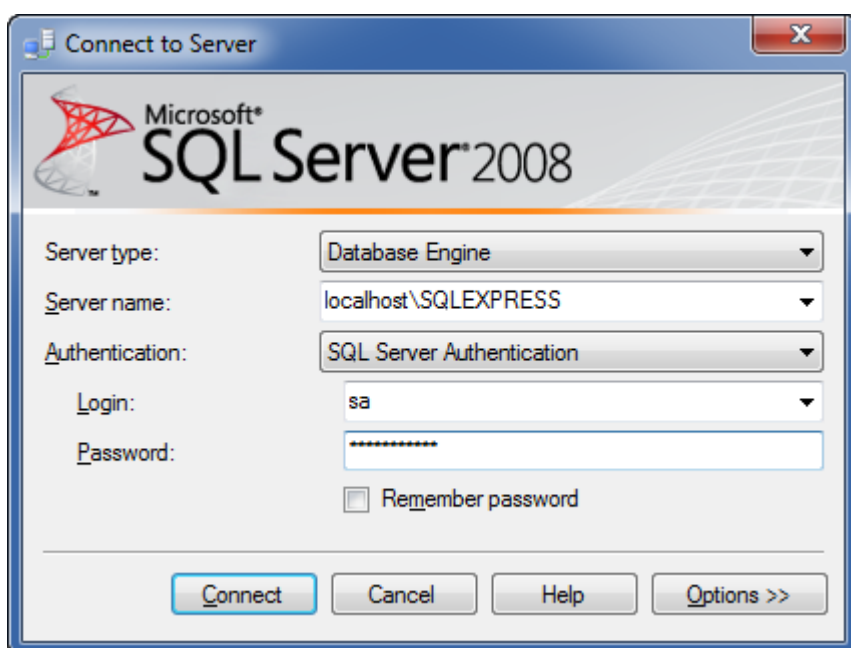 Connect to Server
Microsoft®
SQL Server® 2008
™
Server type: Database Engine
Server name: localhost\SQLEXPRESS
Authentication: SQL Server Authentication
Login: sa
Password: ***********
Remember password
Connect Cancel Help Options >>